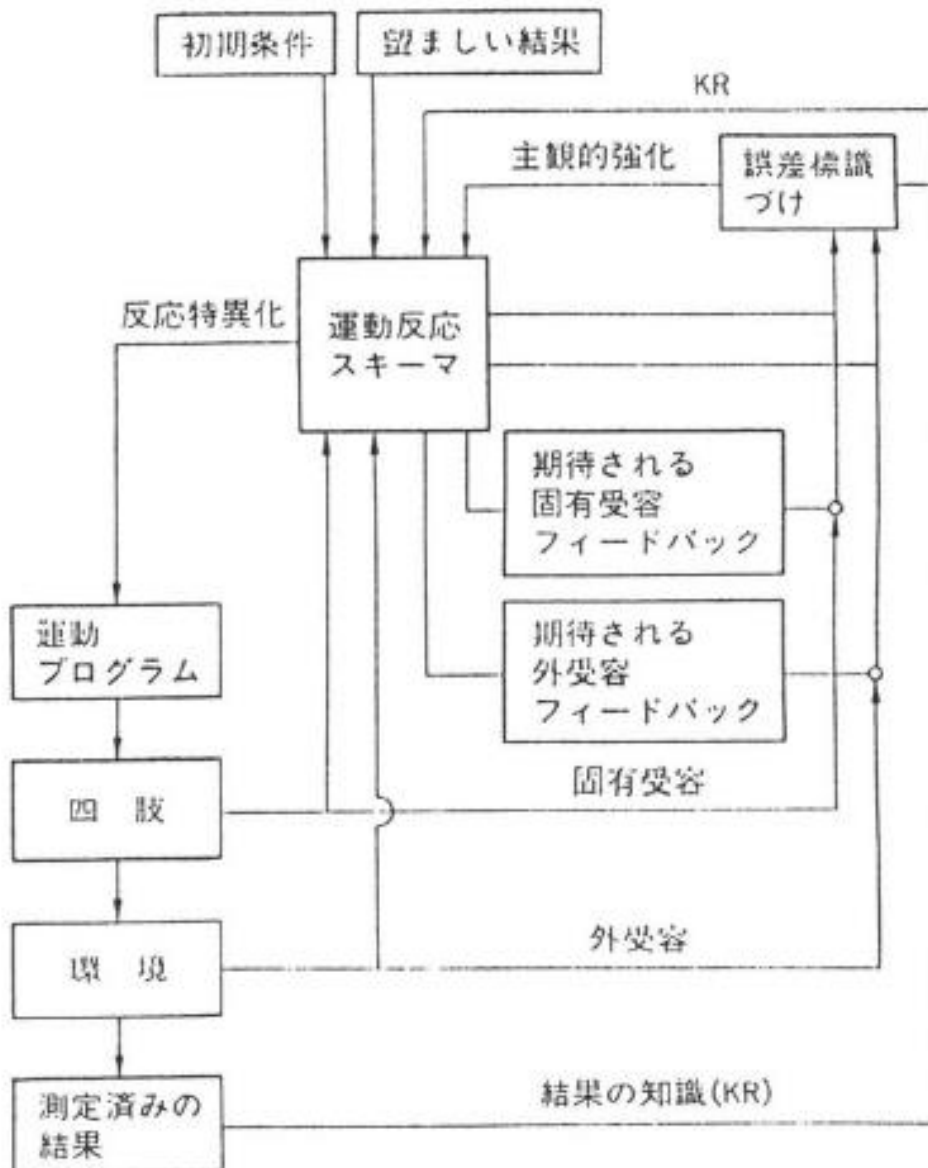 初期条件
望ましい結果
KR
主観的強化
誤差標識
づけ
反応特異化
運動反応
スキーマ
期待される
固有受容
フィードバック
運動
プログラム
期待される
外受容
フィードバック
固有受容
四 肢
外受容
環 境
結果の知識(KR)
測定済みの
結果